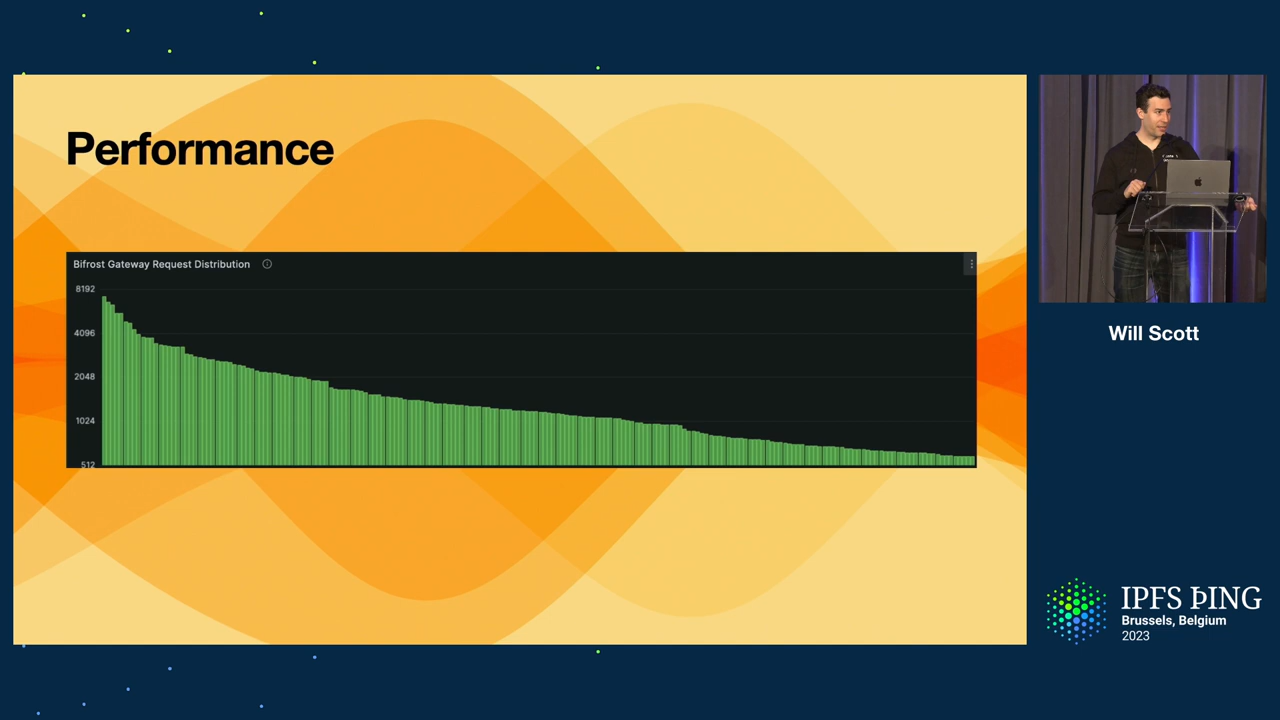 Performance
Bifrost Gateway Request Distribution
8192
4096
2048
1024
512
Will Scott
IPFS ÞING
Brussels, Belgium
2023